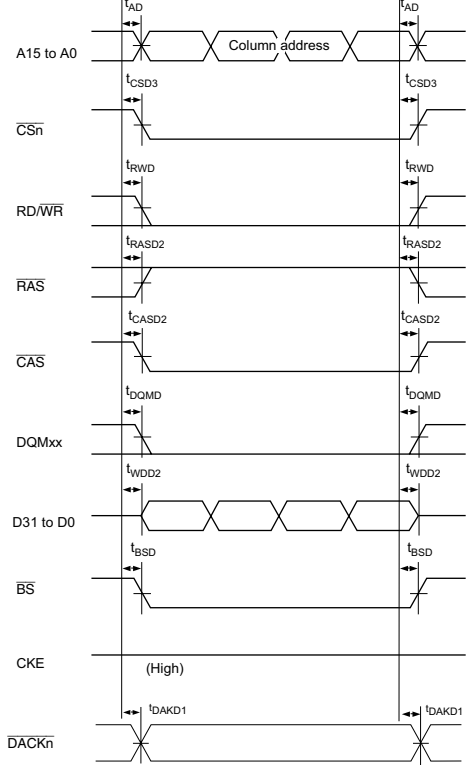 tAD tAD
A15 to A0 Column address
tCSD3 tCSD3
CSn
tRWD tRWD
RD/WR
tRASD2 tRASD2
RAS
tCASD2 tCASD2
CAS
tDQMD tDQMD
DQMxx
tWDD2 tWDD2
D31 to D0
tBSD tBSD
BS
CKE
(High)
tDAKD1 tDAKD1
DACKn